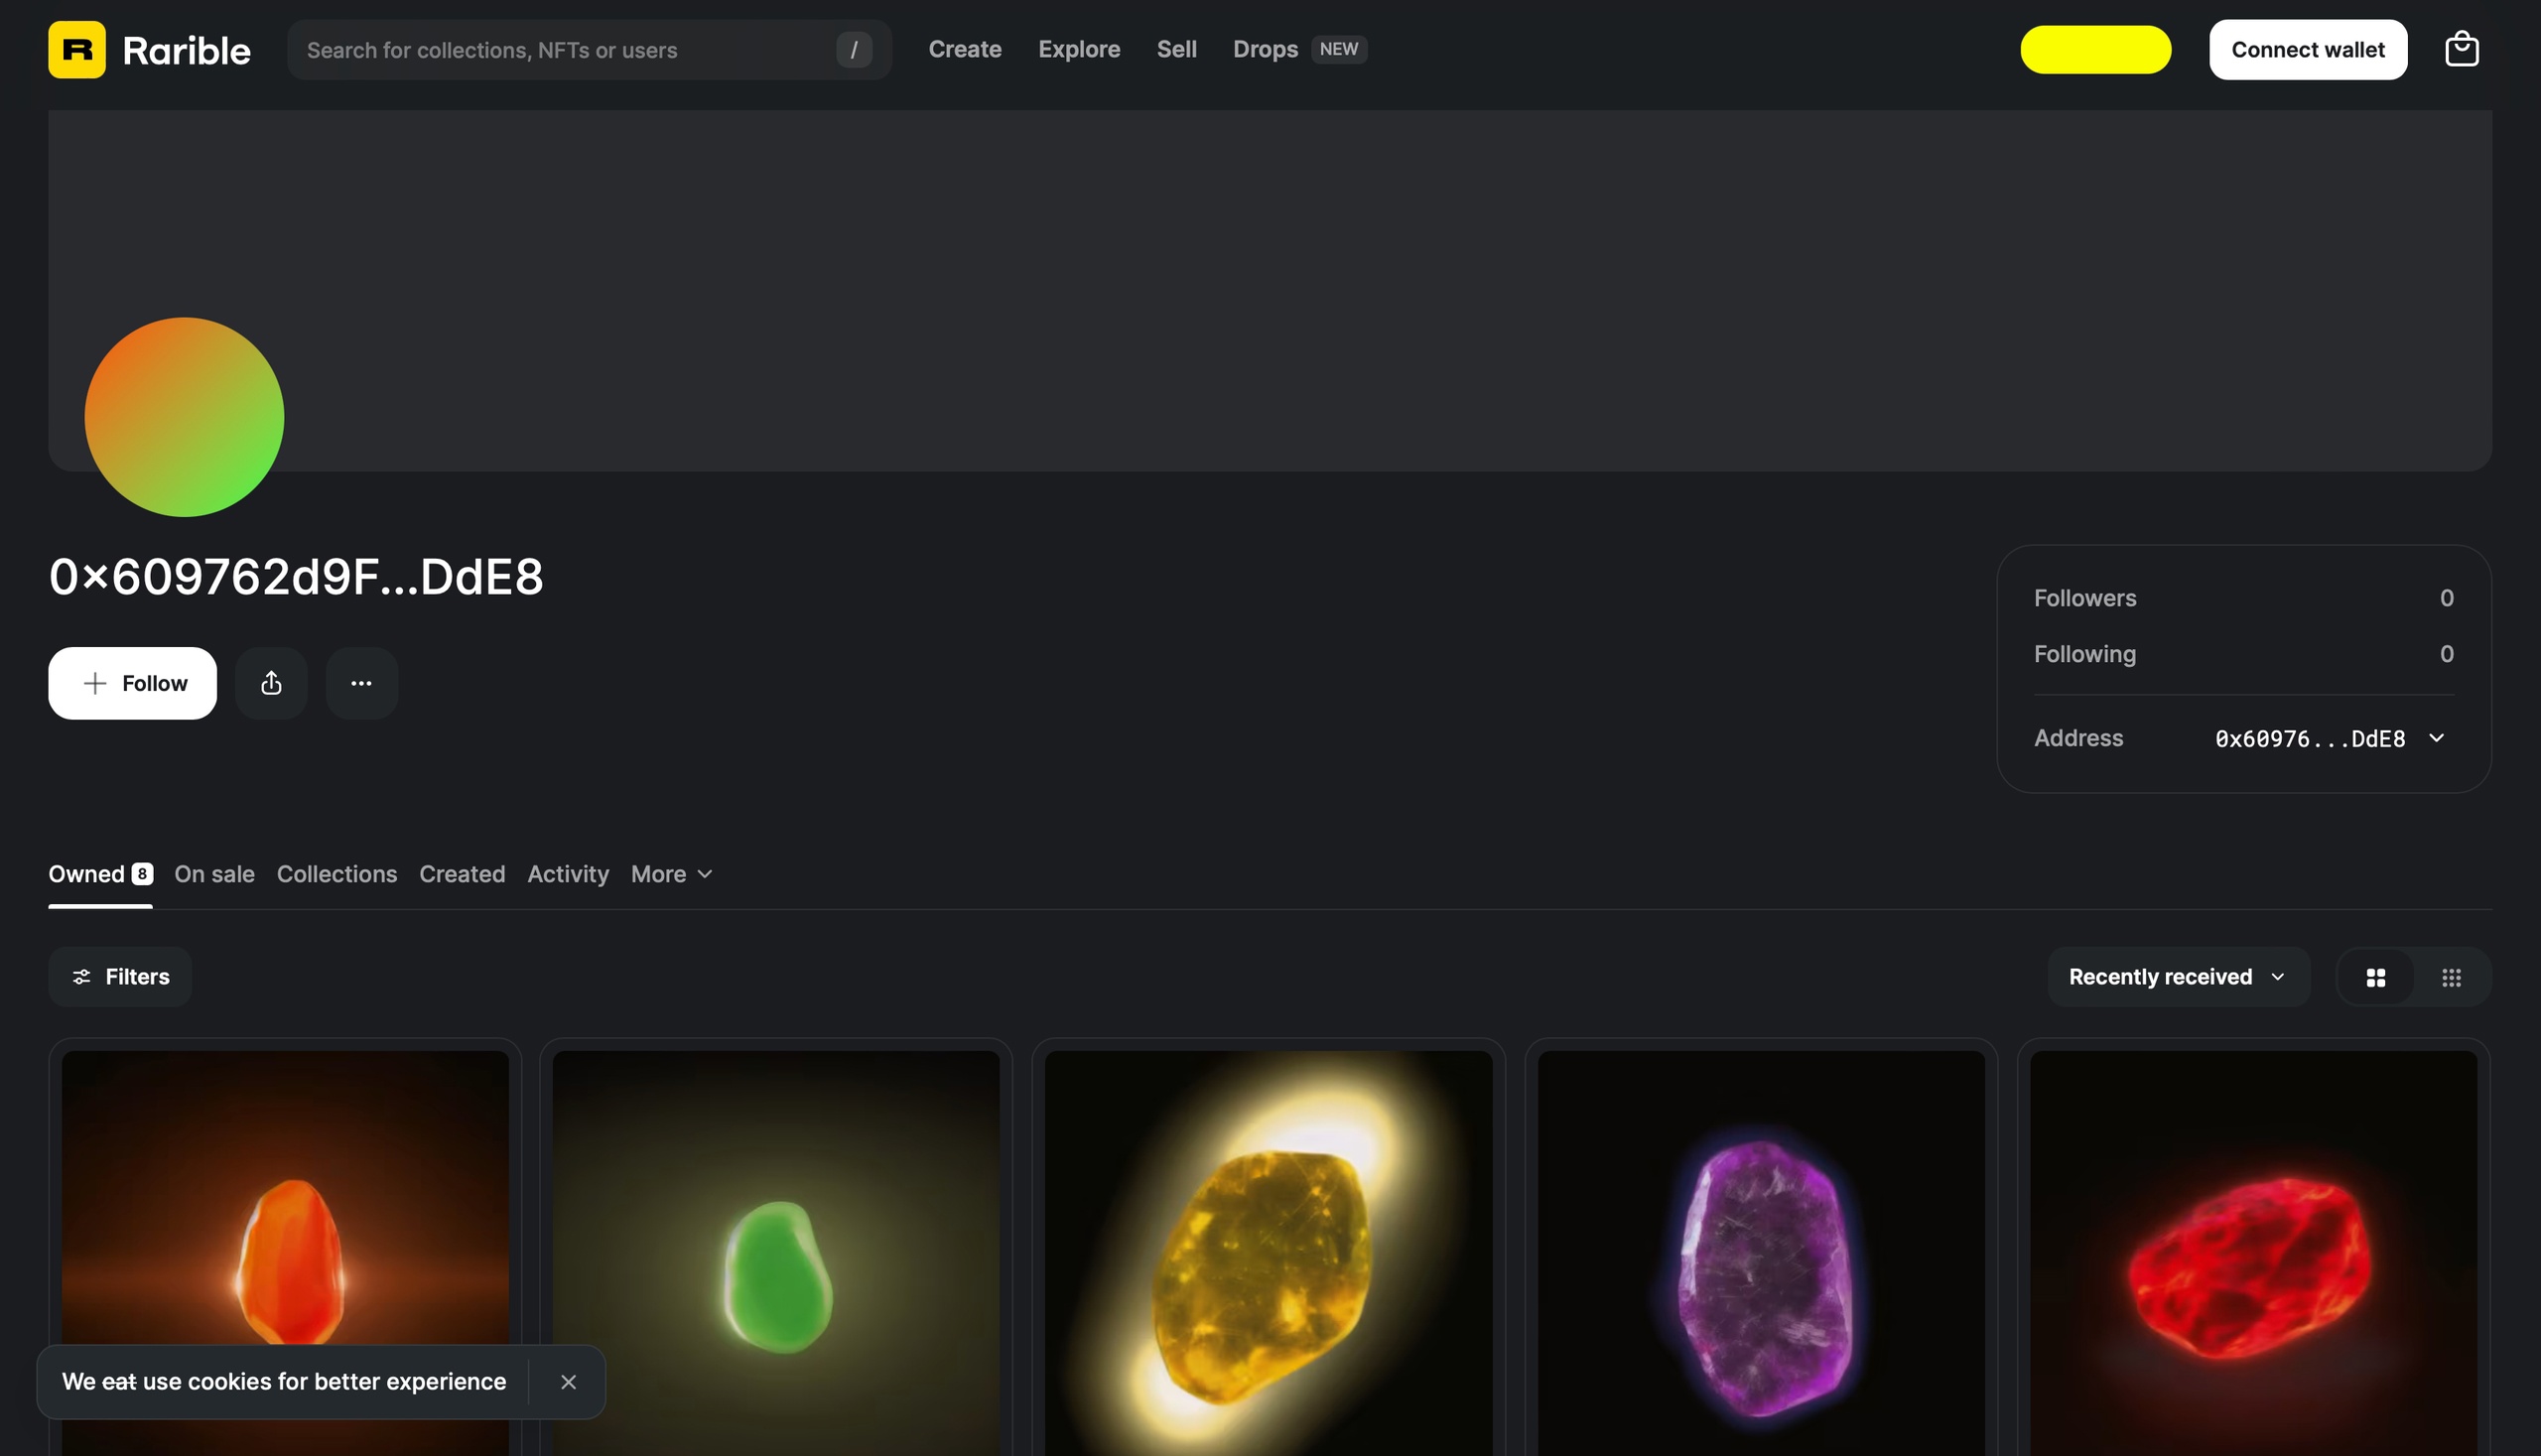 R Rarible
Search for collections, NFTs or users /
Create Explore Sell Drops NEW
Connect wallet
0×609762d9F...DdE8
Follow
Followers 0
Following 0
Address 0x60976...DdE8
Owned 8 On sale Collections Created Activity More
Filters
Recently received
We eat use cookies for better experience